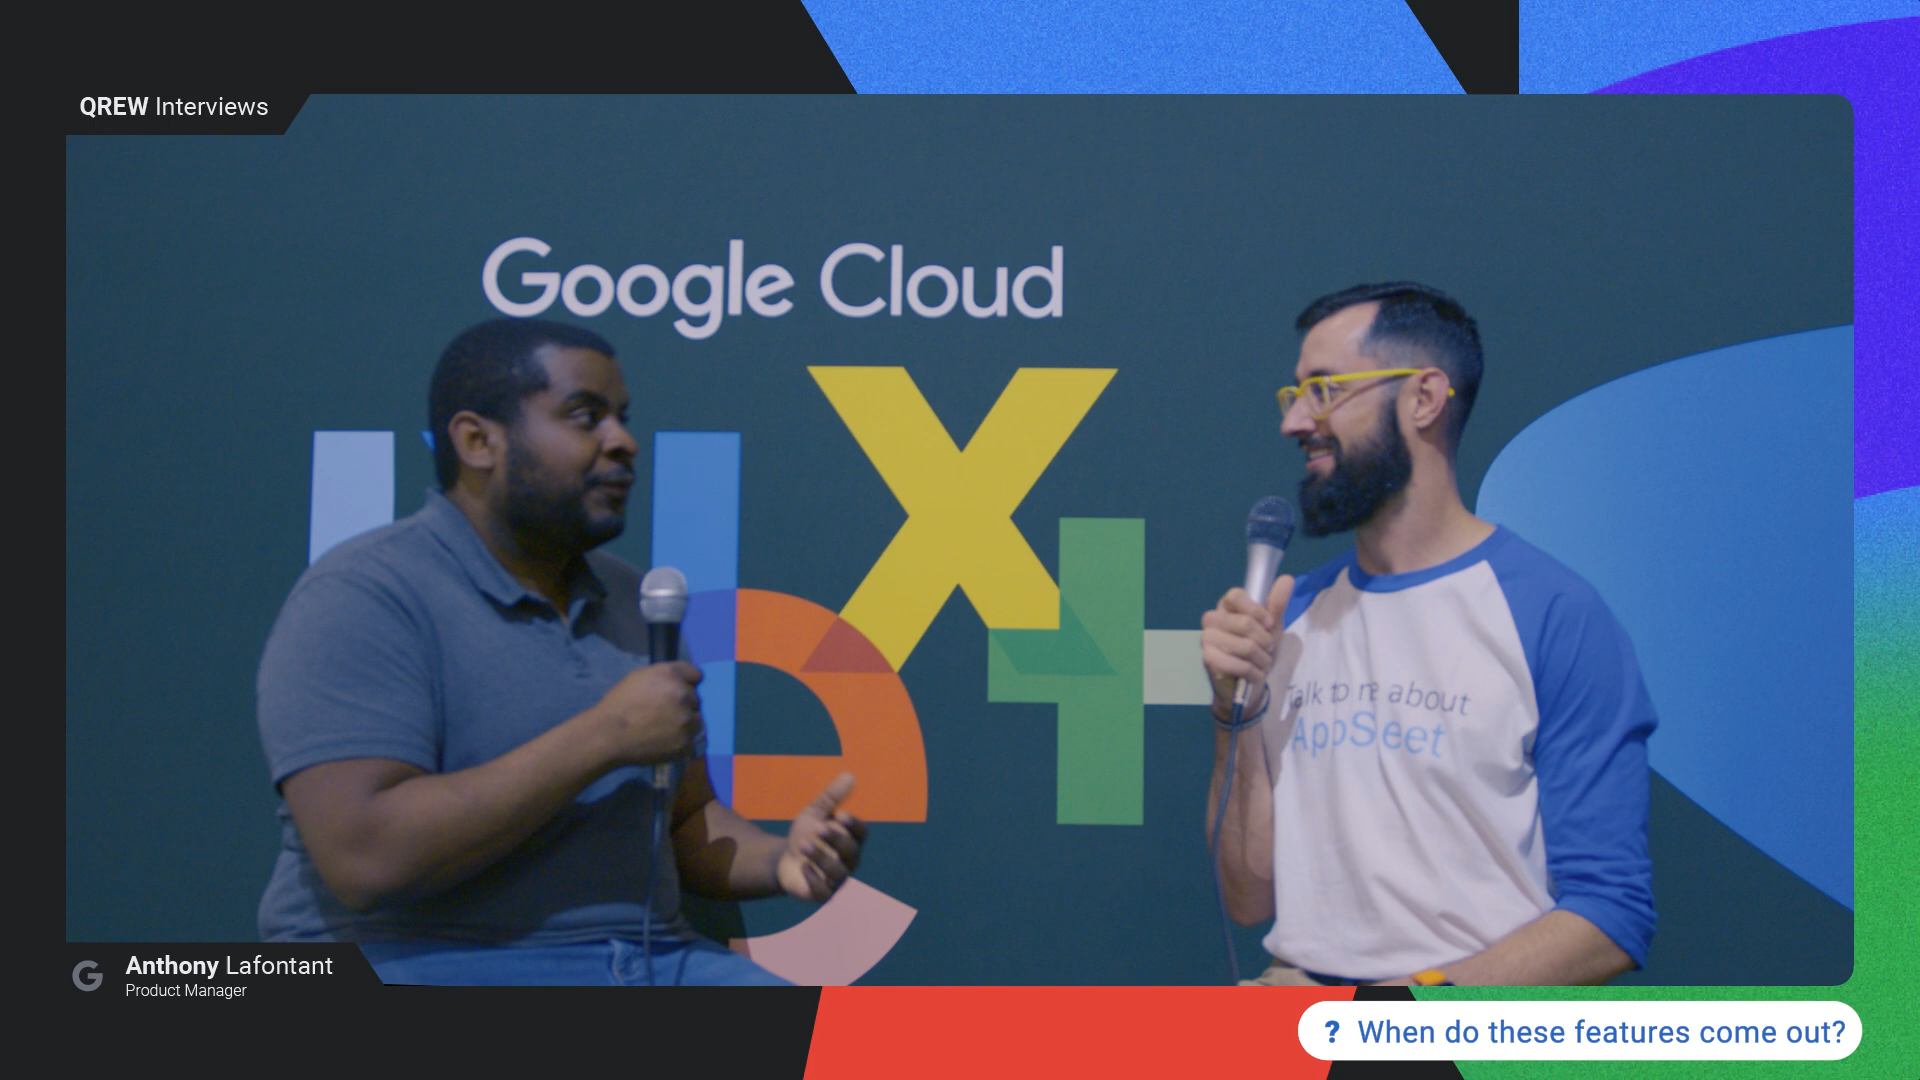 QREW Interviews
Google Cloud
Next
Talk to me about
AppSheet
G
Anthony Lafontant
Product Manager
? When do these features come out?